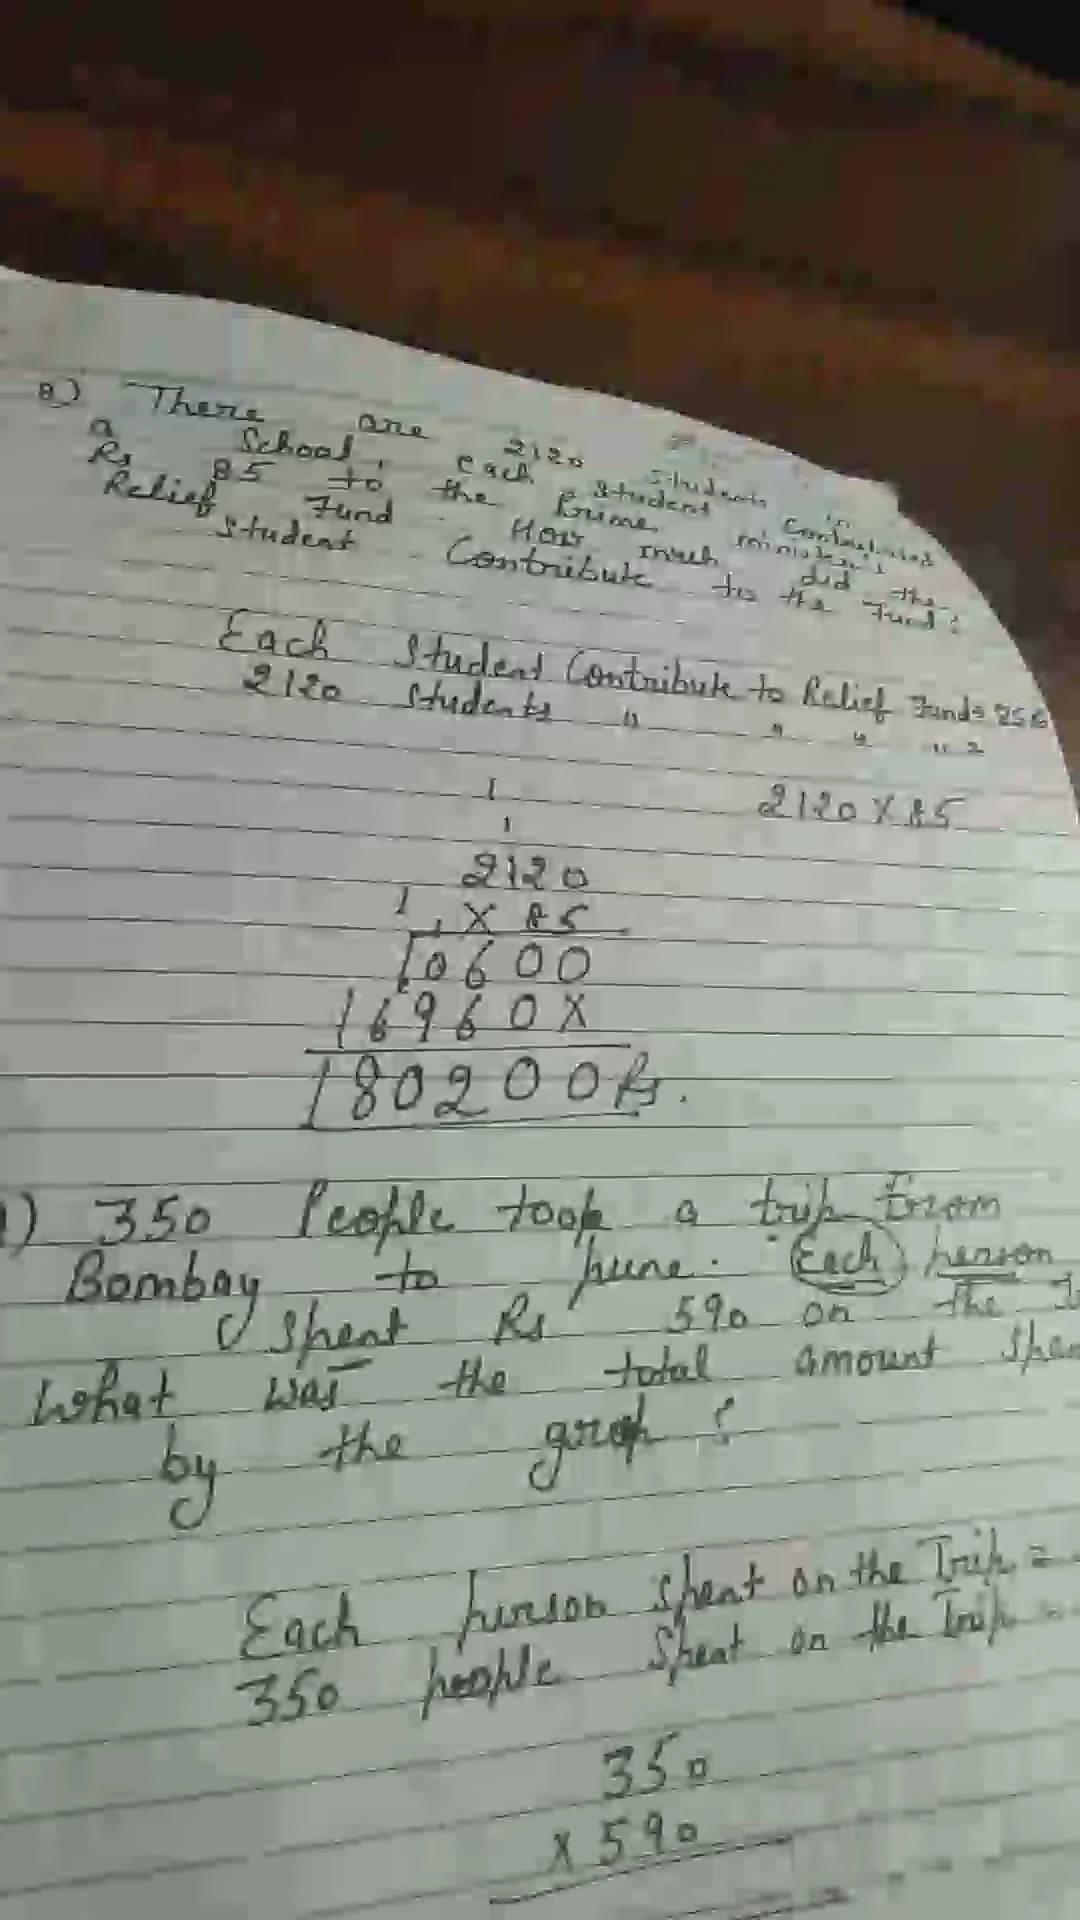 8) There are 2120 students in
a School, each student contributed
Rs 85 to the Prime minister's
Relief Fund. How much did the
student Contribute to the Fund?
Each Student Contribute to Relief Fund=
2120 Students " " " " =
2120 X 85
1
1
2120
1 X 85
10600
16960X
180200 Rs.
) 350 People took a trip from
Bombay to pune. Each person
spent Rs 590 on the
What was the total amount
by the
Each person spent on the Trip =
350 people Spent on the Trip =
350
x 590